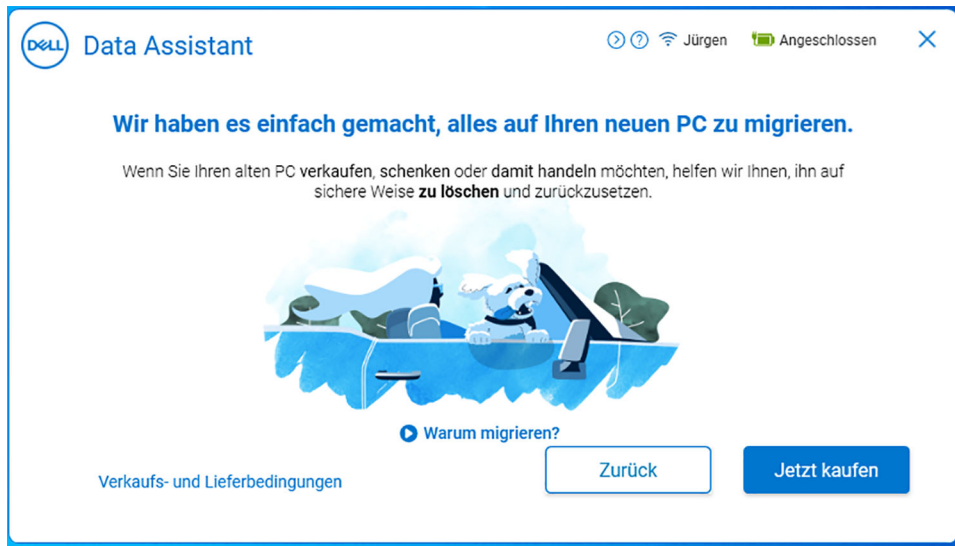 DELL
Data Assistant
Jürgen
Angeschlossen
Wir haben es einfach gemacht, alles auf Ihren neuen PC zu migrieren.
Wenn Sie Ihren alten PC verkaufen, schenken oder damit handeln möchten, helfen wir Ihnen, ihn auf
sichere Weise zu löschen und zurückzusetzen.
Warum migrieren?
Zurück
Jetzt kaufen
Verkaufs- und Lieferbedingungen